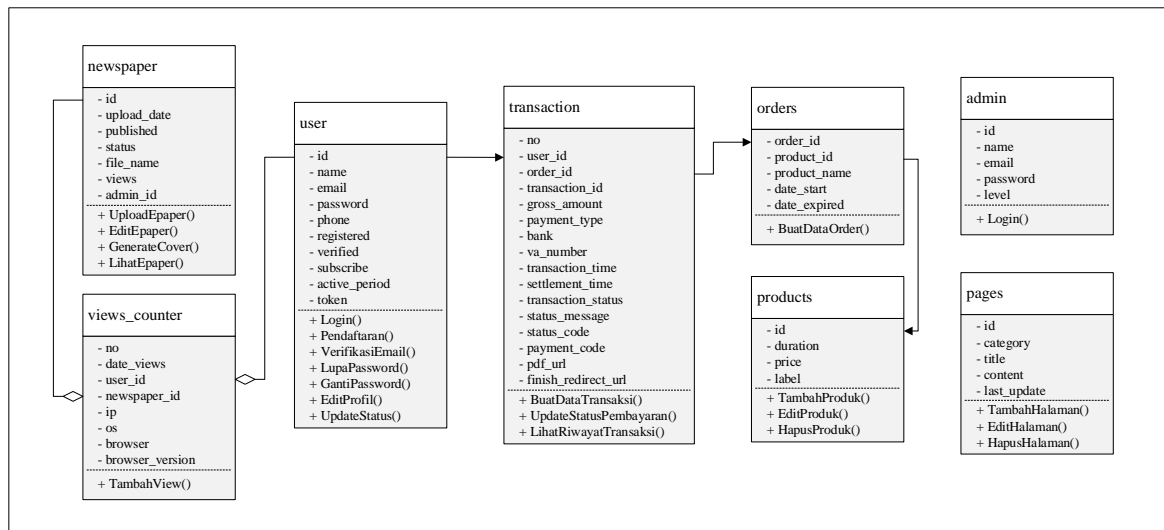 newspaper
- id
- upload_date
- published
- status
- file_name
- views
- admin_id
+ UploadEpaper()
+ EditEpaper()
+ GenerateCover()
+ LihatEpaper()
views_counter
- no
- date_views
- user_id
- newspaper_id
- ip
- os
- browser
- browser_version
+ TambahView()
user
- id
- name
- email
- password
- phone
- registered
- verified
- subscribe
- active_period
- token
+ Login()
+ Pendaftaran()
+ VerifikasiEmail()
+ LupaPassword()
+ GantiPassword()
+ EditProfil()
+ UpdateStatus()
transaction
- no
- user_id
- order_id
- transaction_id
- gross_amount
- payment_type
- bank
- va_number
- transaction_time
- settlement_time
- transaction_status
- status_message
- status_code
- payment_code
- pdf_url
- finish_redirect_url
+ BuatDataTransaksi()
+ UpdateStatusPembayaran()
+ LihatRiwayatTransaksi()
orders
- order_id
- product_id
- product_name
- date_start
- date_expired
+ BuatDataOrder()
products
- id
- duration
- price
- label
+ TambahProduk()
+ EditProduk()
+ HapusProduk()
admin
- id
- name
- email
- password
- level
+ Login()
pages
- id
- category
- title
- content
- last_update
+ TambahHalaman()
+ EditHalaman()
+ HapusHalaman()